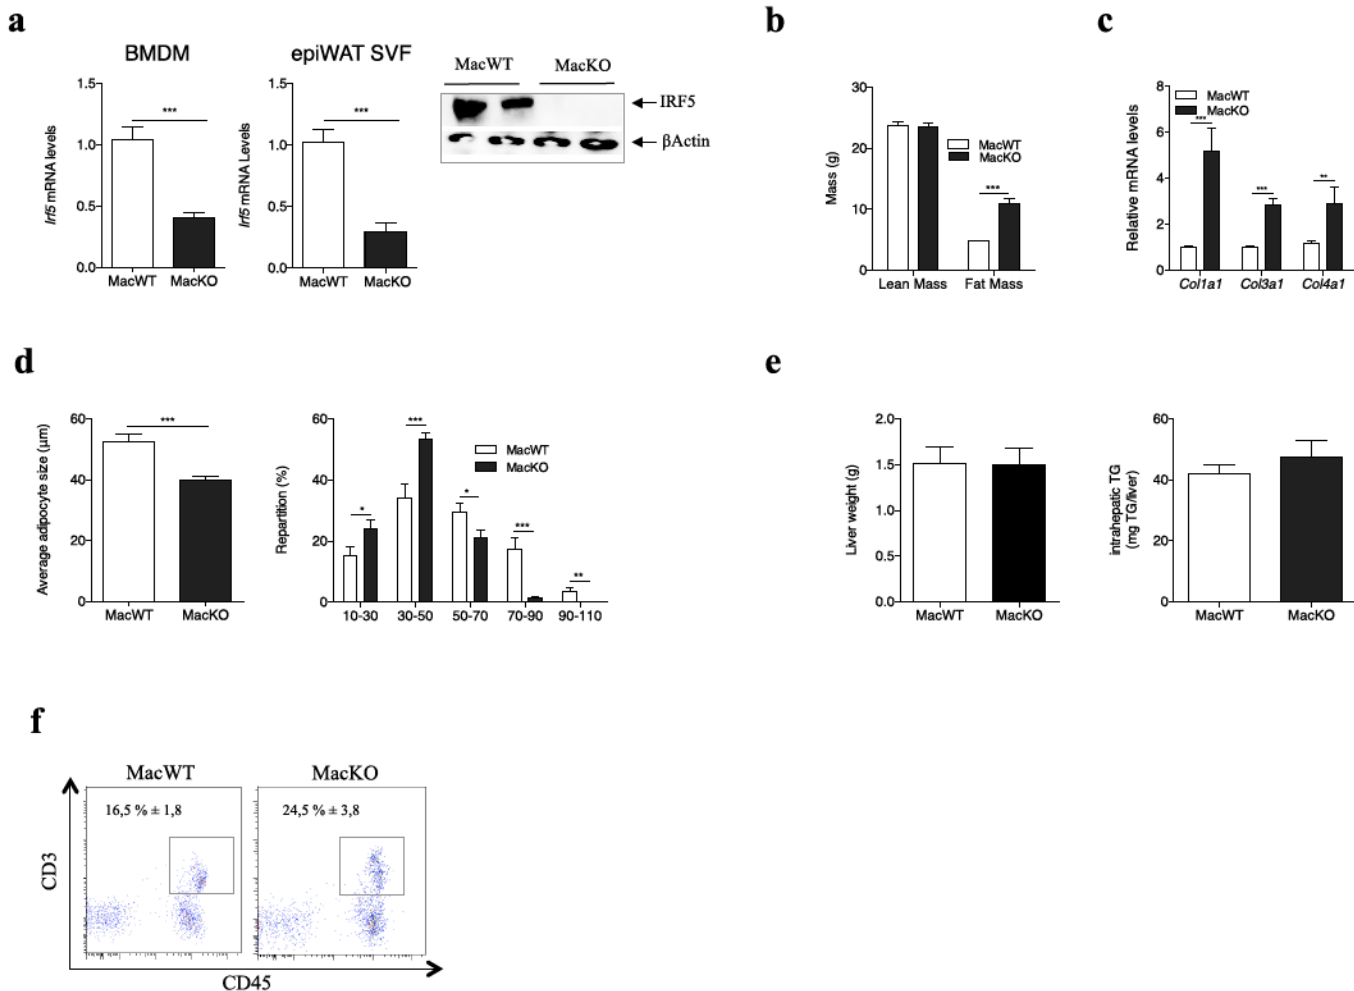 a
BMDM
Irf5 mRNA levels
1.5
1.0
0.5
0.0
***
MacWT MacKO
epiWAT SVF
Irf5 mRNA Levels
1.5
1.0
0.5
0.0
***
MacWT MacKO
MacWT MacKO
IRF5
βActin
b
Mass (g)
30
20
10
0
MacWT
MacKO
***
Lean Mass Fat Mass
c
Relative mRNA levels
8
6
4
2
0
MacWT
MacKO
*** *** **
Col1a1 Col3a1 Col4a1
d
Average adipocyte size (µm)
60
40
20
0
***
MacWT MacKO
Repartition (%)
60
40
20
0
MacWT
MacKO
* *** * *** **
10-30 30-50 50-70 70-90 90-110
e
Liver weight (g)
2.0
1.5
1.0
0.5
0.0
MacWT MacKO
intrahepatic TG
(mg TG/liver)
60
40
20
0
MacWT MacKO
f
MacWT MacKO
16,5 % ± 1,8 24,5 % ± 3,8
CD3
CD45